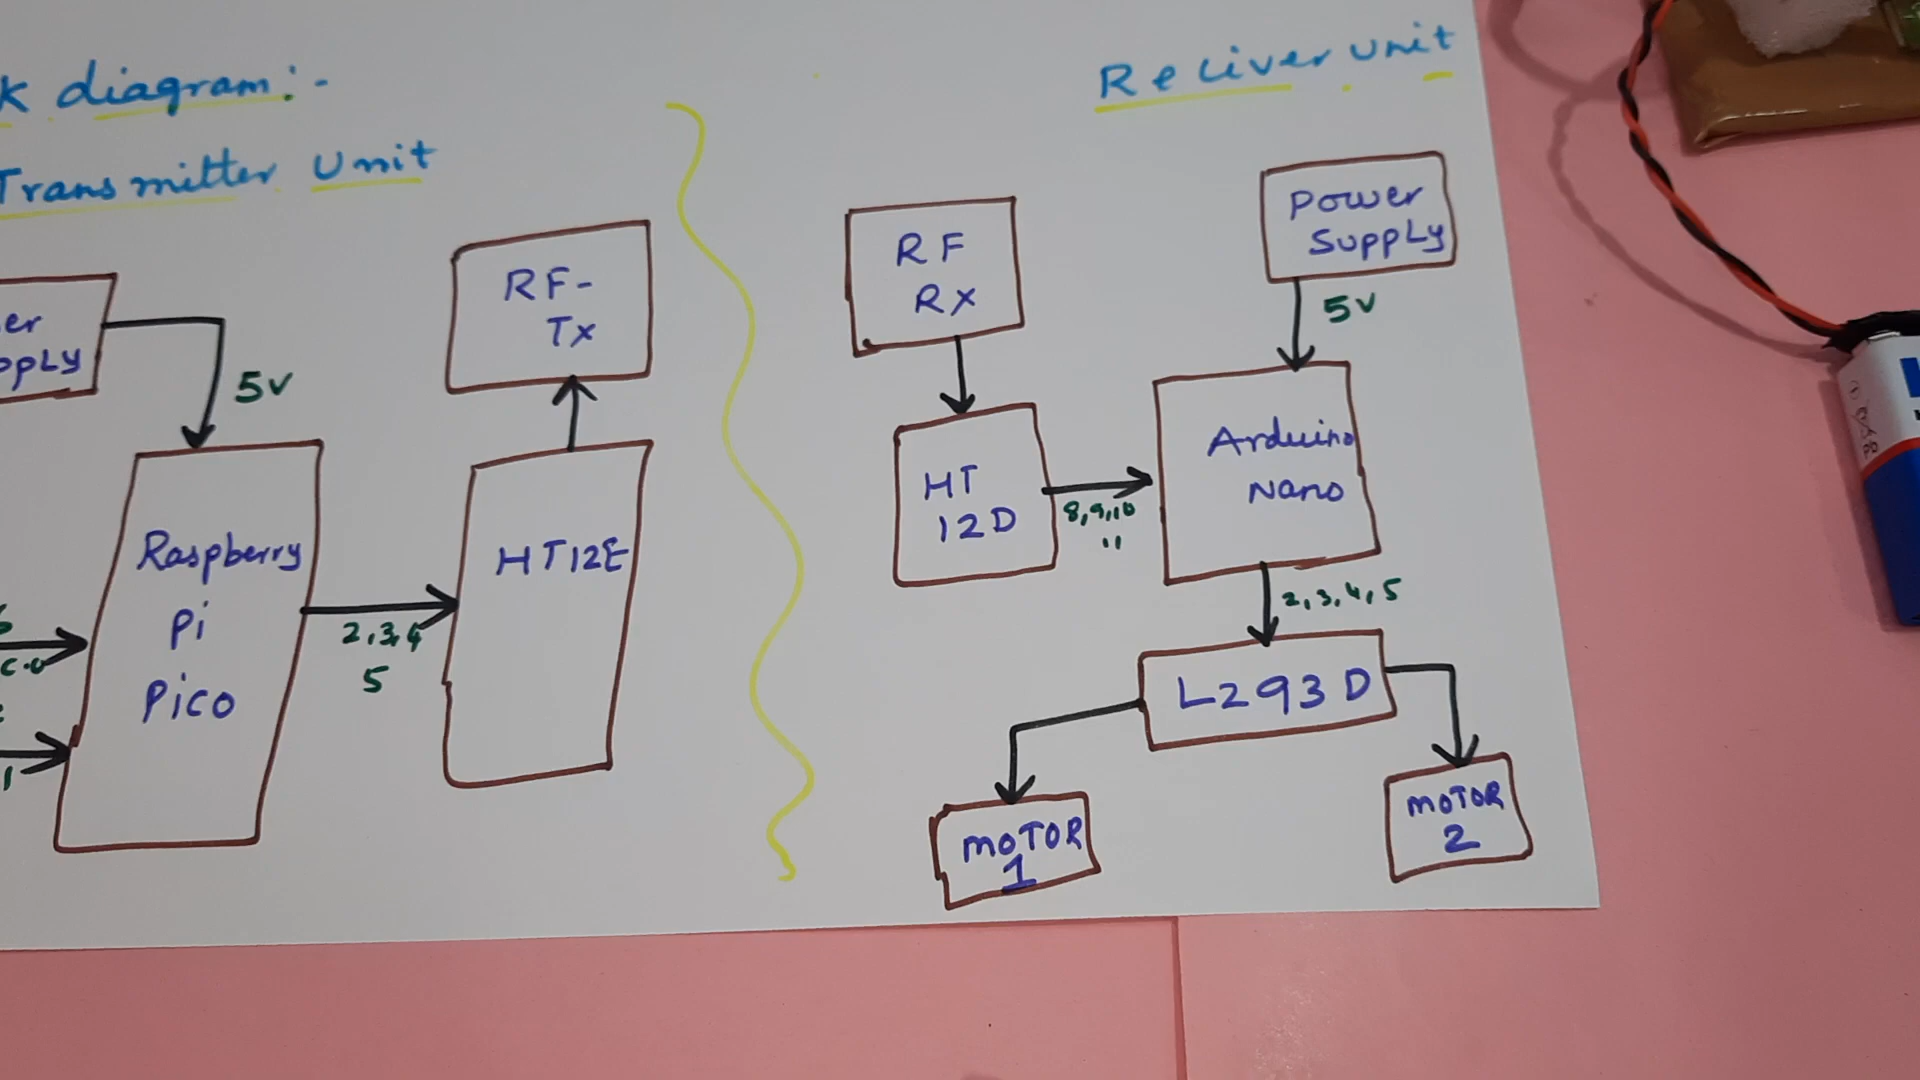 k diagram:-
Transmitter Unit
er
pply
5v
RF-
Tx
Raspberry
Pi
Pico
2,3,4
5
HT12E
Reciver unit
RF
RX
Power
Supply
5v
HT
12D
8,9,10
11
Arduino
Nano
2,3,4,5
L293D
MOTOR
1
MOTOR
2